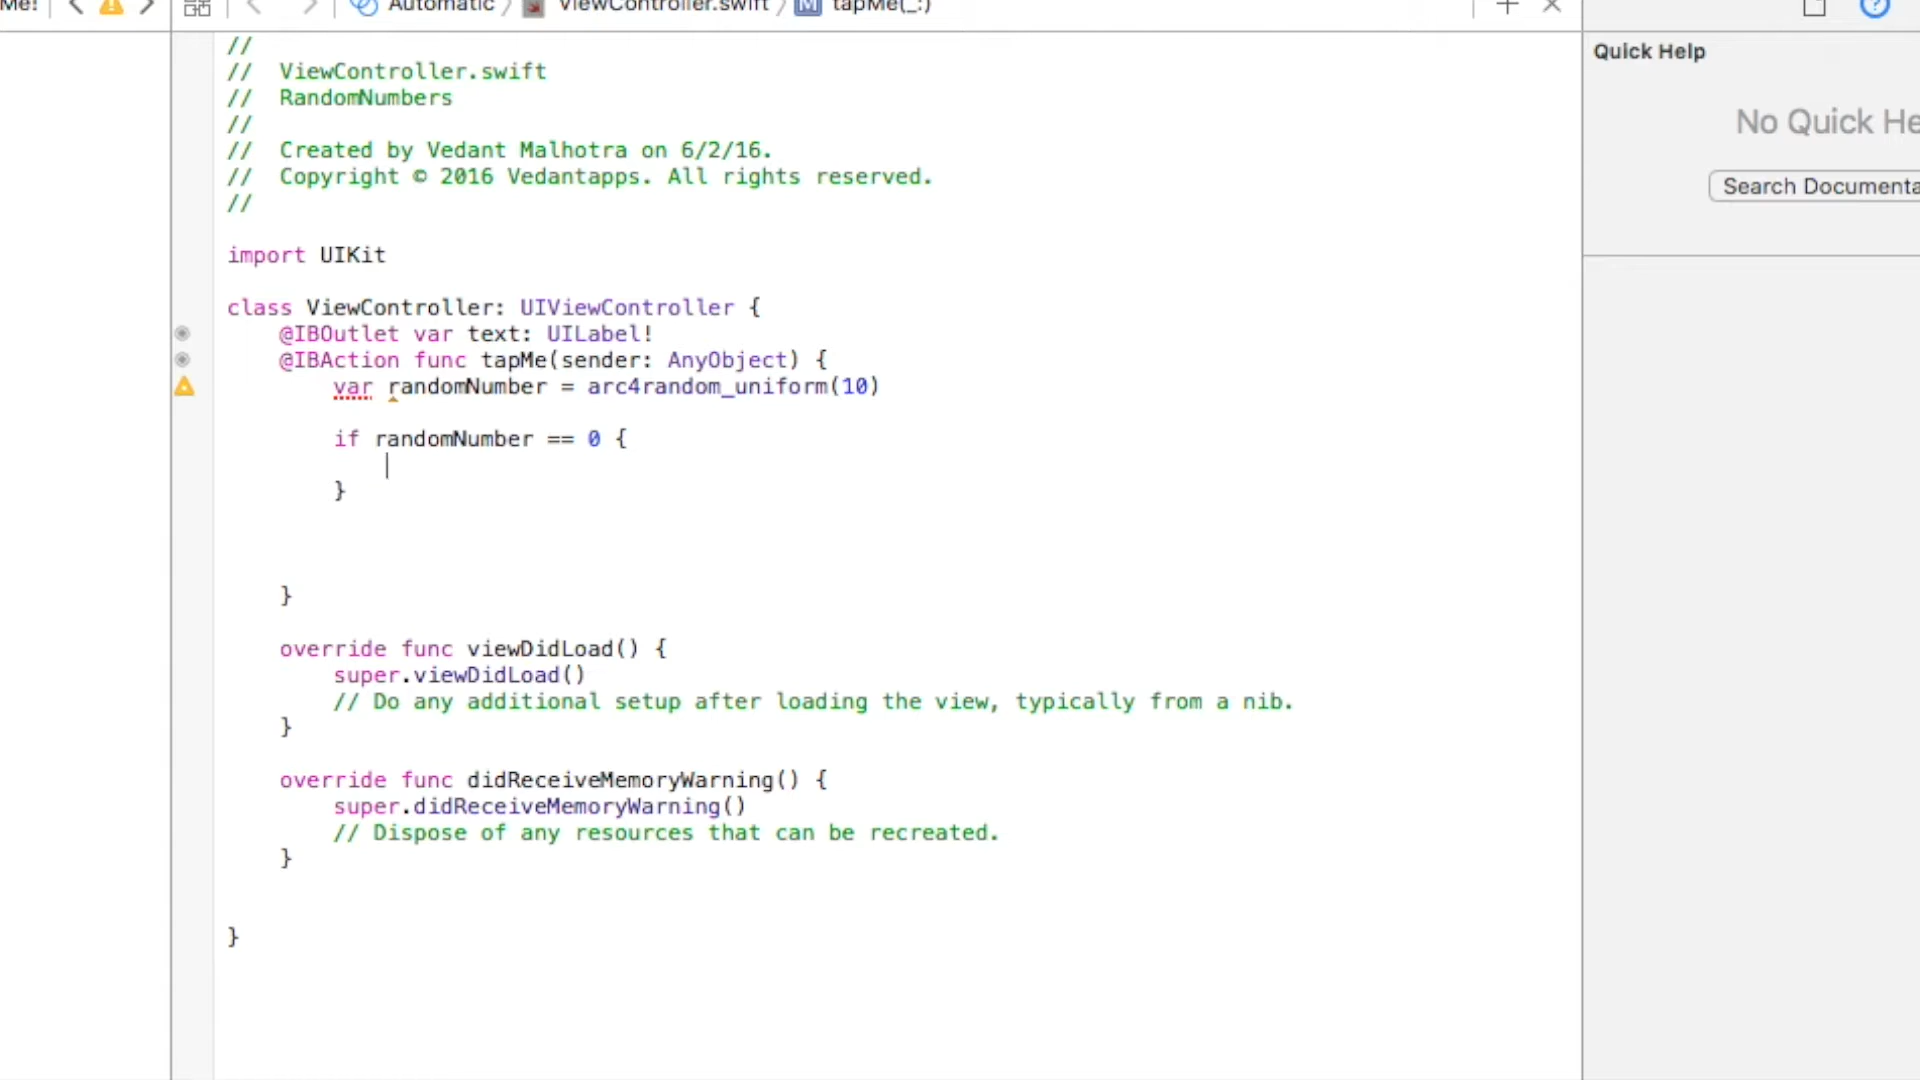 Me!
Automatic
ViewController.swift
M
tapMe(_:)
?
//
//  ViewController.swift
//  RandomNumbers
//
//  Created by Vedant Malhotra on 6/2/16.
//  Copyright © 2016 Vedantapps. All rights reserved.
//
import UIKit
class ViewController: UIViewController {
    @IBOutlet var text: UILabel!
    @IBAction func tapMe(sender: AnyObject) {
        var randomNumber = arc4random_uniform(10)
        if randomNumber == 0 {
        }
    }
    override func viewDidLoad() {
        super.viewDidLoad()
        // Do any additional setup after loading the view, typically from a nib.
    }
    override func didReceiveMemoryWarning() {
        super.didReceiveMemoryWarning()
        // Dispose of any resources that can be recreated.
    }
}
Quick Help
No Quick He
Search Documenta